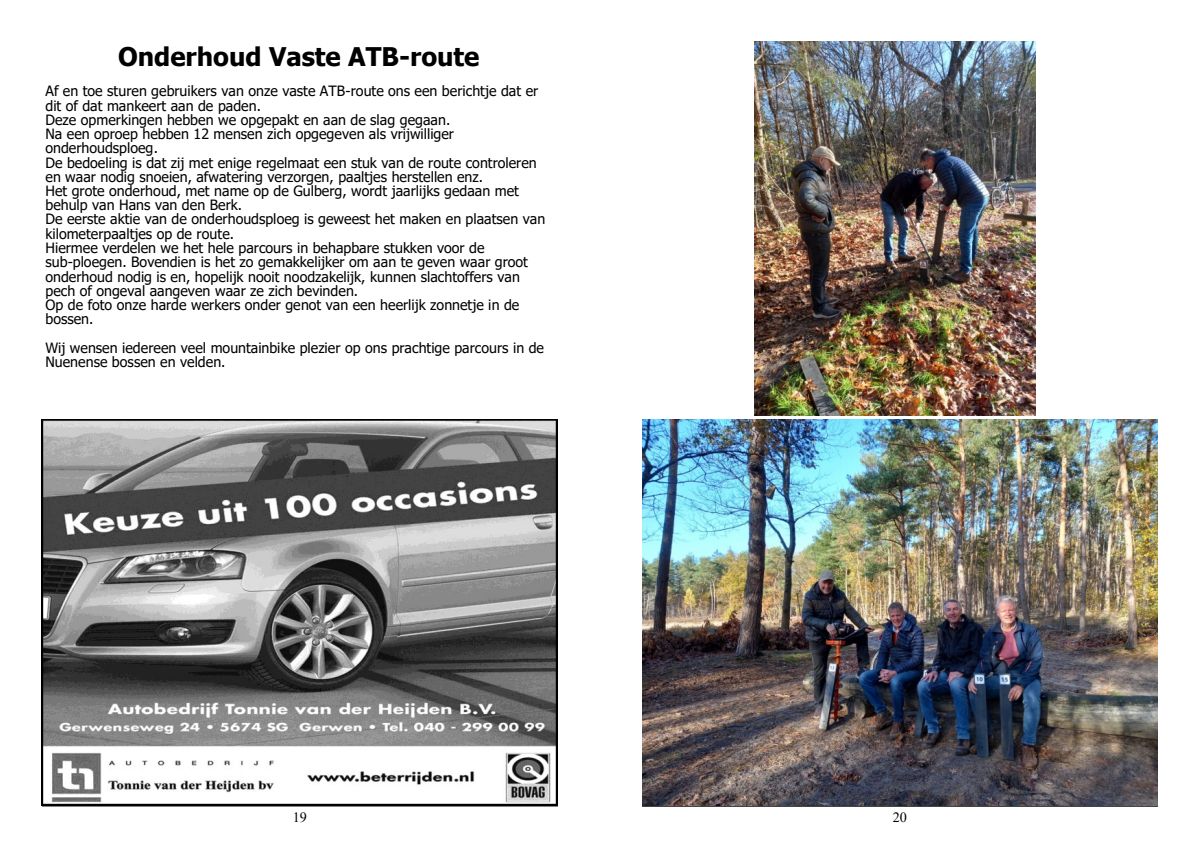 Onderhoud Vaste ATB-route
Af en toe sturen gebruikers van onze vaste ATB-route ons een berichtje dat er
dit of dat mankeert aan de paden.
Deze opmerkingen hebben we opgepakt en aan de slag gegaan.
Na een oproep hebben 12 mensen zich opgegeven als vrijwilliger
onderhoudsploeg.
De bedoeling is dat zij met enige regelmaat een stuk van de route controleren
en waar nodig snoeien, afwatering verzorgen, paaltjes herstellen enz.
Het grote onderhoud, met name op de Gulberg, wordt jaarlijks gedaan met
behulp van Hans van den Berk.
De eerste aktie van de onderhoudsploeg is geweest het maken en plaatsen van
kilometerpaaltjes op de route.
Hiermee verdelen we het hele parcours in behapbare stukken voor de
sub-ploegen. Bovendien is het zo gemakkelijker om aan te geven waar groot
onderhoud nodig is en, hopelijk nooit noodzakelijk, kunnen slachtoffers van
pech of ongeval aangeven waar ze zich bevinden.
Op de foto onze harde werkers onder genot van een heerlijk zonnetje in de
bossen.
Wij wensen iedereen veel mountainbike plezier op ons prachtige parcours in de
Nuenense bossen en velden.
Keuze uit 100 occasions
Autobedrijf Tonnie van der Heijden B.V.
Gerwenseweg 24 • 5674 SG Gerwen • Tel. 040 - 299 00 99
AUTOBEDRIJF
Tonnie van der Heijden bv
www.beterrijden.nl
BOVAG
19
10
15
20